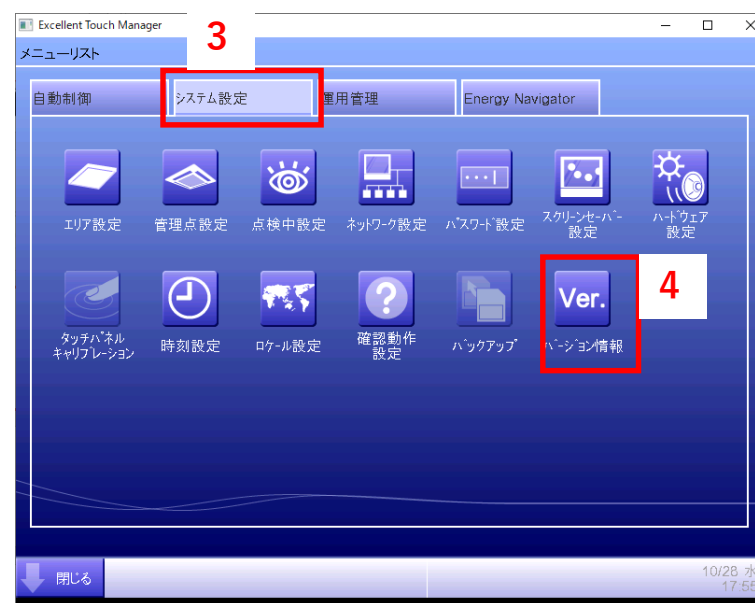 Excellent Touch Manager
メニューリスト
3
自動制御
システム設定
運用管理
Energy Navigator
エリア設定
管理点設定
点検中設定
ネットワーク設定
パスワード設定
スクリーンセーバー
設定
ハードウェア
設定
タッチパネル
キャリブレーション
時刻設定
ロケール設定
確認動作
設定
バックアップ
Ver.
バージョン情報
4
閉じる
10/28 水
17:55